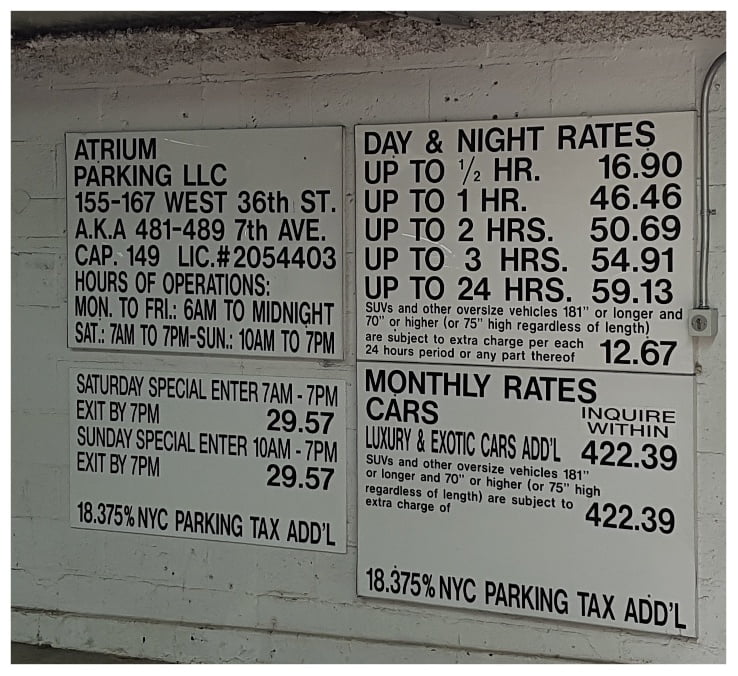 ATRIUM
PARKING LLC
155-167 WEST 36th ST.
A.K.A 481-489 7th AVE.
CAP. 149 LIC.#2054403
HOURS OF OPERATIONS:
MON. TO FRI.: 6AM TO MIDNIGHT
SAT.: 7AM TO 7PM-SUN.: 10AM TO 7PM
SATURDAY SPECIAL ENTER 7AM - 7PM
EXIT BY 7PM 29.57
SUNDAY SPECIAL ENTER 10AM - 7PM
EXIT BY 7PM 29.57
18.375% NYC PARKING TAX ADD'L
DAY & NIGHT RATES
UP TO 1/2 HR. 16.90
UP TO 1 HR. 46.46
UP TO 2 HRS. 50.69
UP TO 3 HRS. 54.91
UP TO 24 HRS. 59.13
SUVs and other oversize vehicles 181" or longer and
70" or higher (or 75" high regardless of length)
are subject to extra charge per each
24 hours period or any part thereof 12.67
MONTHLY RATES
CARS INQUIRE WITHIN
LUXURY & EXOTIC CARS ADD'L 422.39
SUVs and other oversize vehicles 181"
or longer and 70" or higher (or 75" high
regardless of length) are subject to
extra charge of 422.39
18.375% NYC PARKING TAX ADD'L